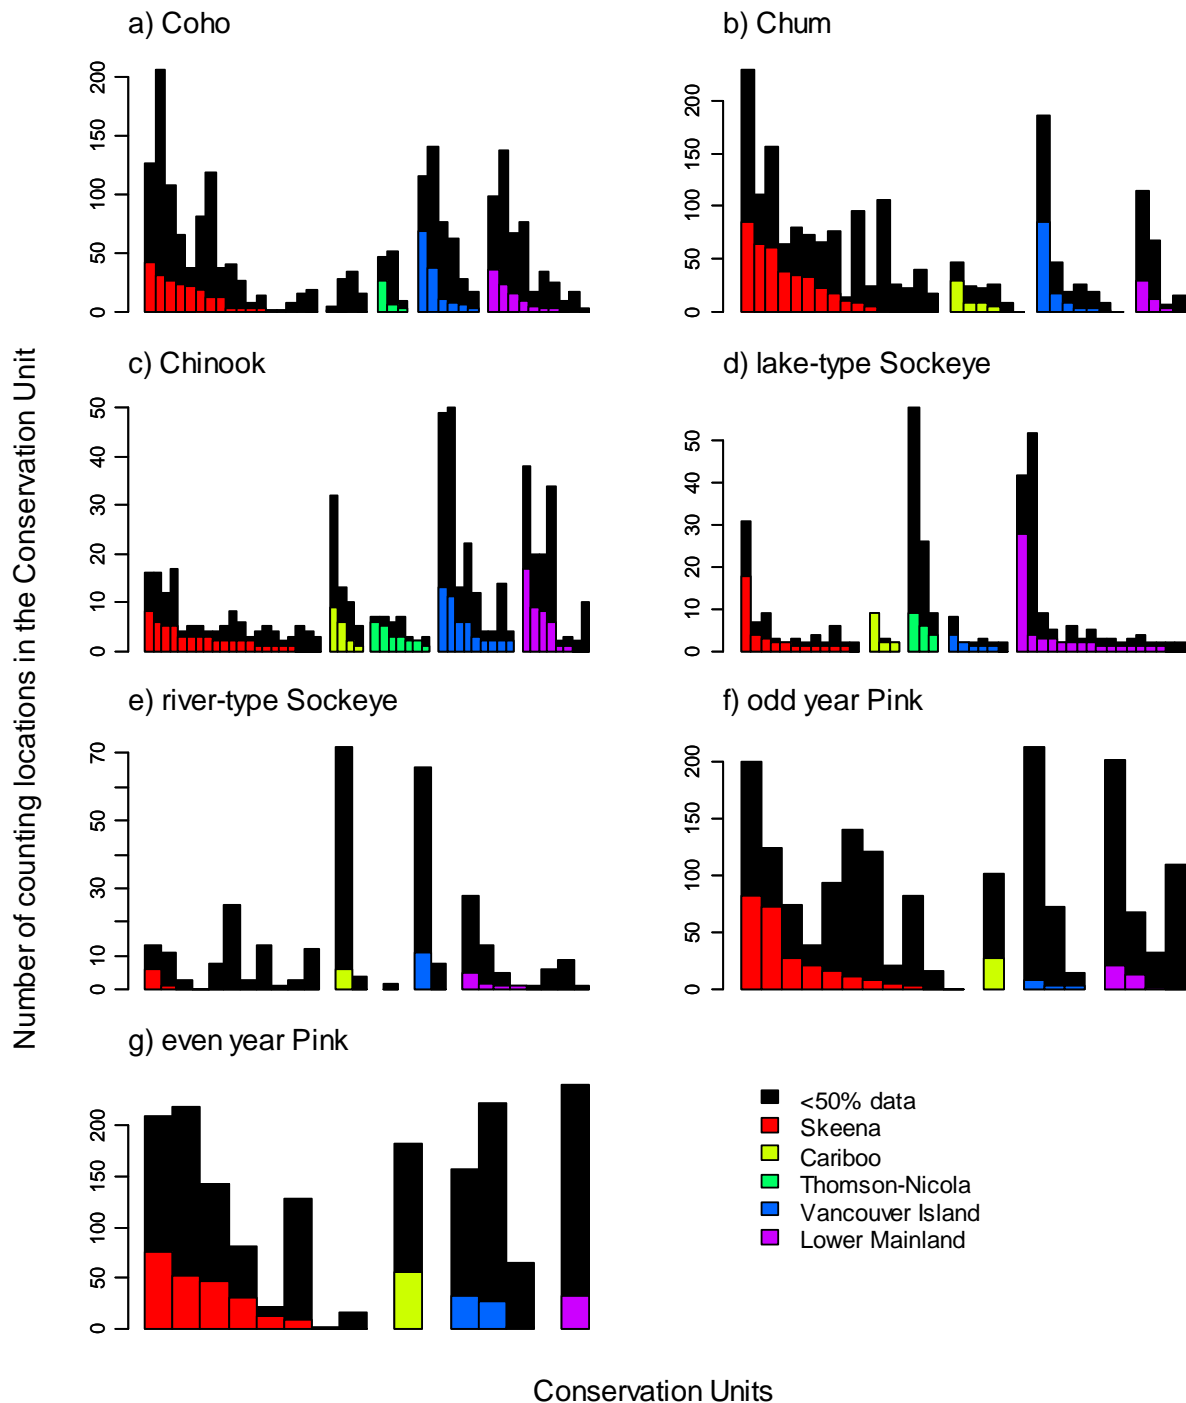 a) Coho
b) Chum
0 50 100 150 200
0 50 100 150 200
c) Chinook
d) lake-type Sockeye
0 10 20 30 40 50
0 10 20 30 40 50
Number of counting locations in the Conservation Unit
e) river-type Sockeye
f) odd year Pink
0 10 30 50 70
0 50 100 150 200
g) even year Pink
0 50 100 150 200
<50% data
Skeena
Cariboo
Thomson-Nicola
Vancouver Island
Lower Mainland
Conservation Units